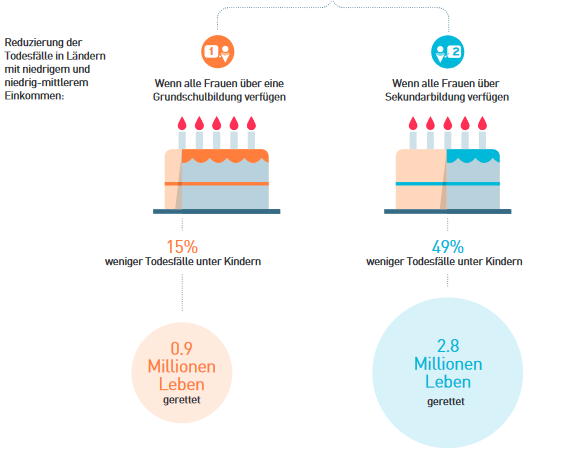 Reduzierung der
Todesfälle in Ländern
mit niedrigem und
niedrig-mittlerem
Einkommen:
1
Wenn alle Frauen über eine
Grundschulbildung verfügen
15%
weniger Todesfälle unter Kindern
0.9
Millionen
Leben
gerettet
2
Wenn alle Frauen über
Sekundarbildung verfügen
49%
weniger Todesfälle unter Kindern
2.8
Millionen
Leben
gerettet